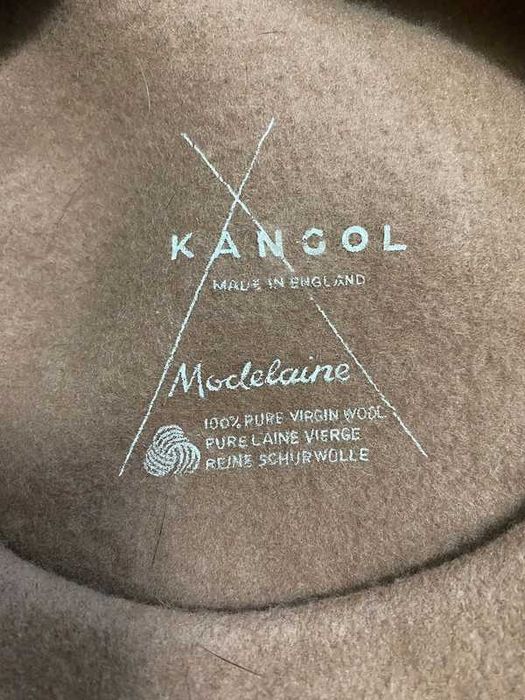 KANGOL
MADE IN ENGLAND
Modelaine
100% PURE VIRGIN WOOL
PURE LAINE VIERGE
REINE SCHURWOLLE